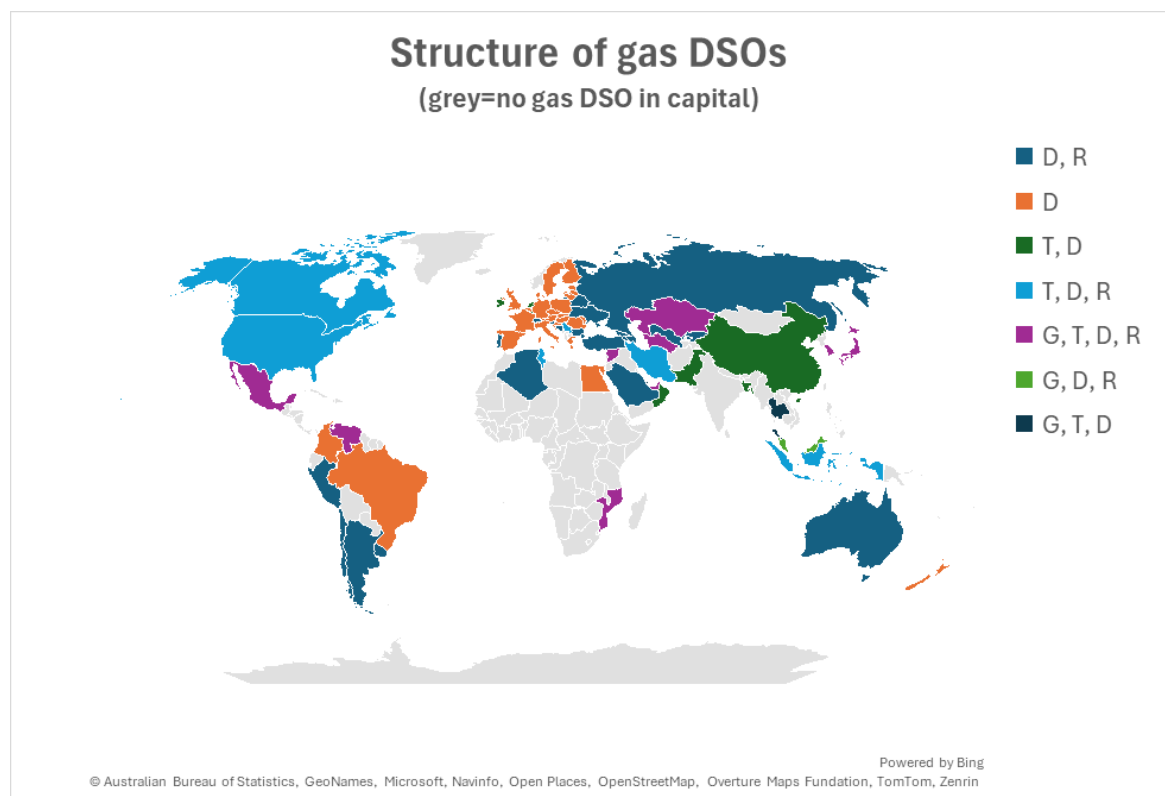 Structure of gas DSOs
(grey=no gas DSO in capital)
D, R
D
T, D
T, D, R
G, T, D, R
G, D, R
G, T, D
Powered by Bing
© Australian Bureau of Statistics, GeoNames, Microsoft, Navinfo, Open Places, OpenStreetMap, Overture Maps Fundation, TomTom, Zenrin